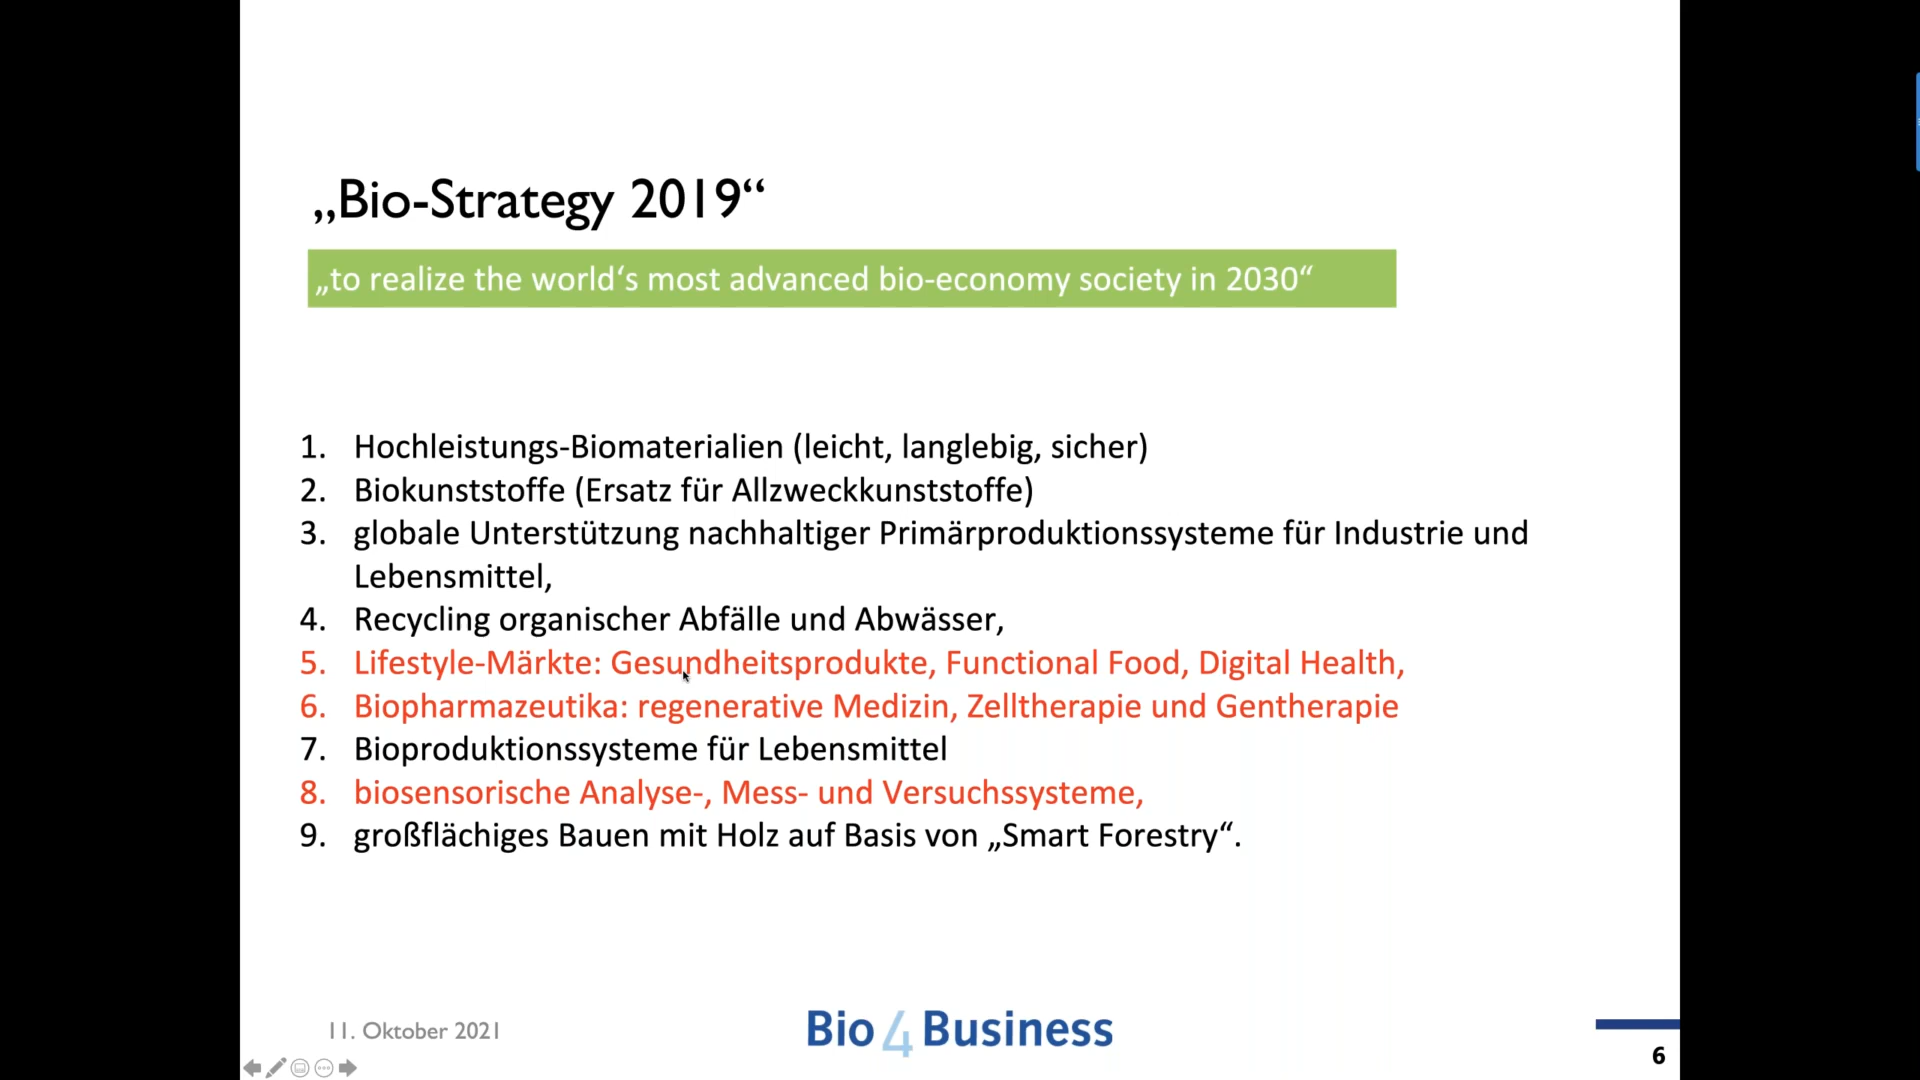 „Bio-Strategy 2019“
„to realize the world‘s most advanced bio-economy society in 2030“
1. Hochleistungs-Biomaterialien (leicht, langlebig, sicher)
2. Biokunststoffe (Ersatz für Allzweckkunststoffe)
3. globale Unterstützung nachhaltiger Primärproduktionssysteme für Industrie und
Lebensmittel,
4. Recycling organischer Abfälle und Abwässer,
5. Lifestyle-Märkte: Gesundheitsprodukte, Functional Food, Digital Health,
6. Biopharmazeutika: regenerative Medizin, Zelltherapie und Gentherapie
7. Bioproduktionssysteme für Lebensmittel
8. biosensorische Analyse-, Mess- und Versuchssysteme,
9. großflächiges Bauen mit Holz auf Basis von „Smart Forestry“.
11. Oktober 2021
Bio 4 Business
6